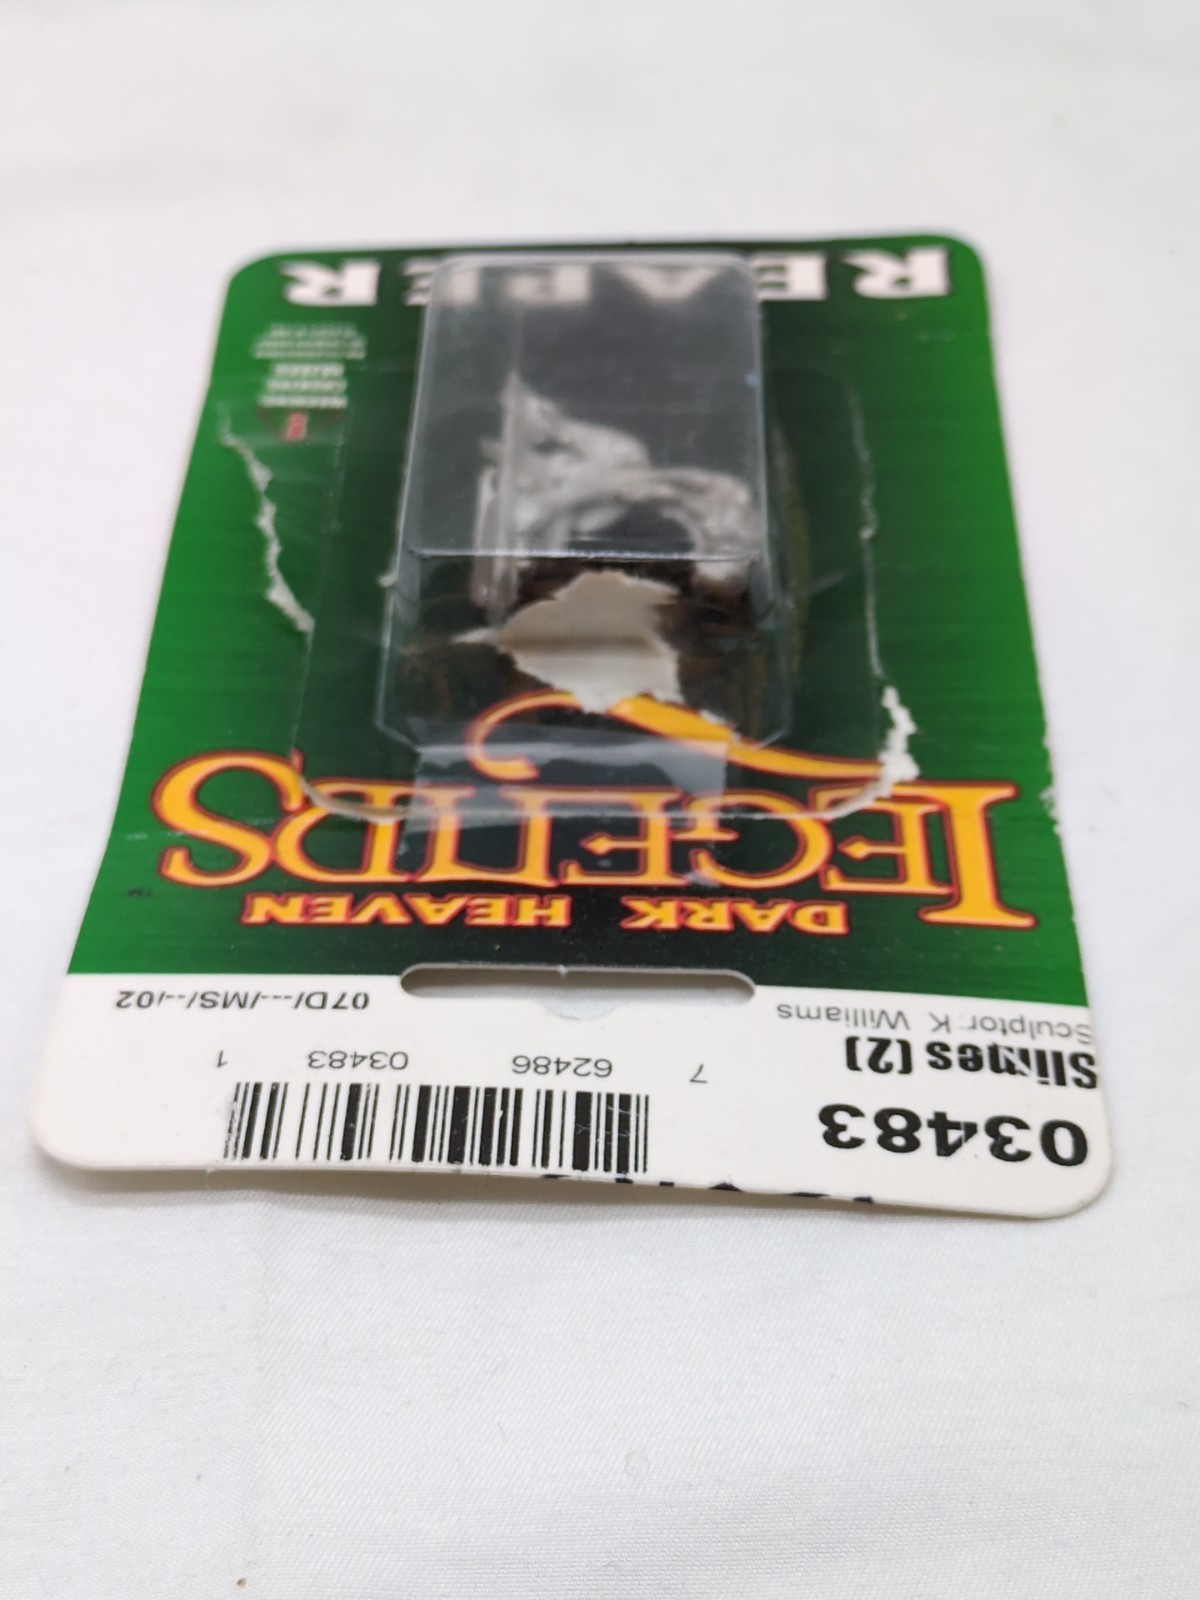 03483
Slimes (2)
Sculptor: K. Williams
7 62486 03483 1
07D/---/MS/--/02
DARK HEAVEN
LEGENDS
REAPER